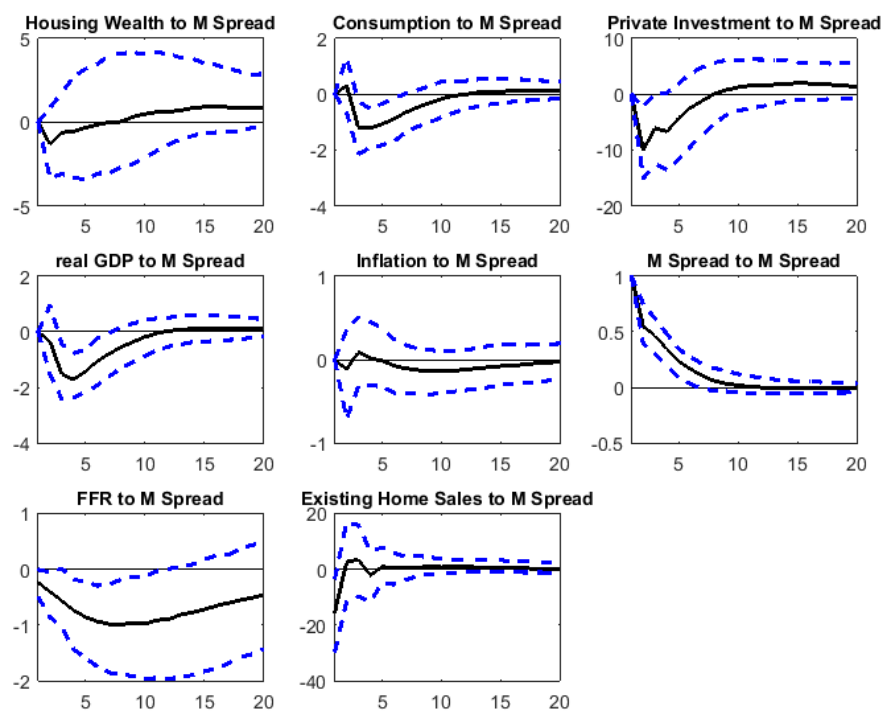 Housing Wealth to M Spread
5
0
-5
5 10 15 20
Consumption to M Spread
2
0
-2
-4
5 10 15 20
Private Investment to M Spread
10
0
-10
-20
5 10 15 20
real GDP to M Spread
2
0
-2
-4
5 10 15 20
Inflation to M Spread
1
0
-1
5 10 15 20
M Spread to M Spread
1
0.5
0
-0.5
5 10 15 20
FFR to M Spread
1
0
-1
-2
5 10 15 20
Existing Home Sales to M Spread
20
0
-20
-40
5 10 15 20